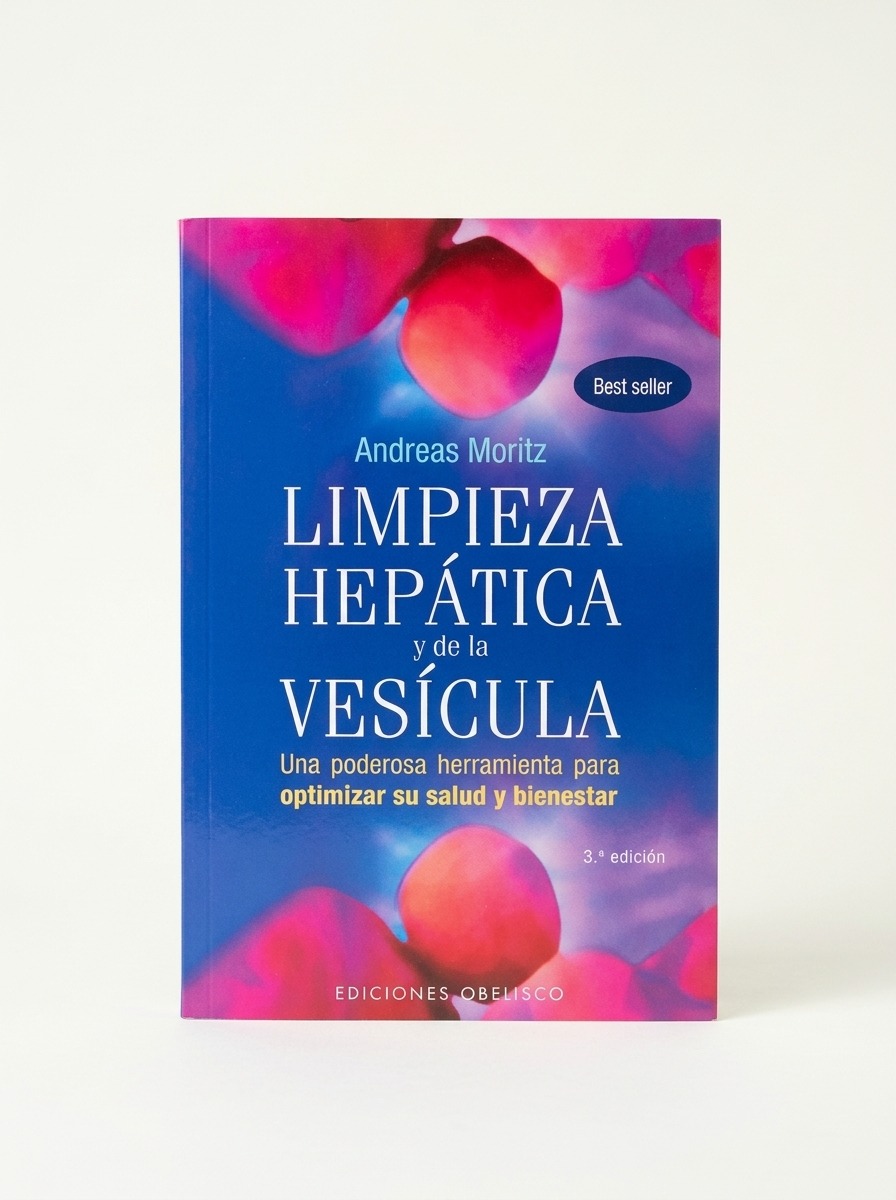 Best seller
Andreas Moritz
LIMPIEZA
HEPÁTICA
y de la
VESÍCULA
Una poderosa herramienta para
optimizar su salud y bienestar
3.ª edición
EDICIONES OBELISCO